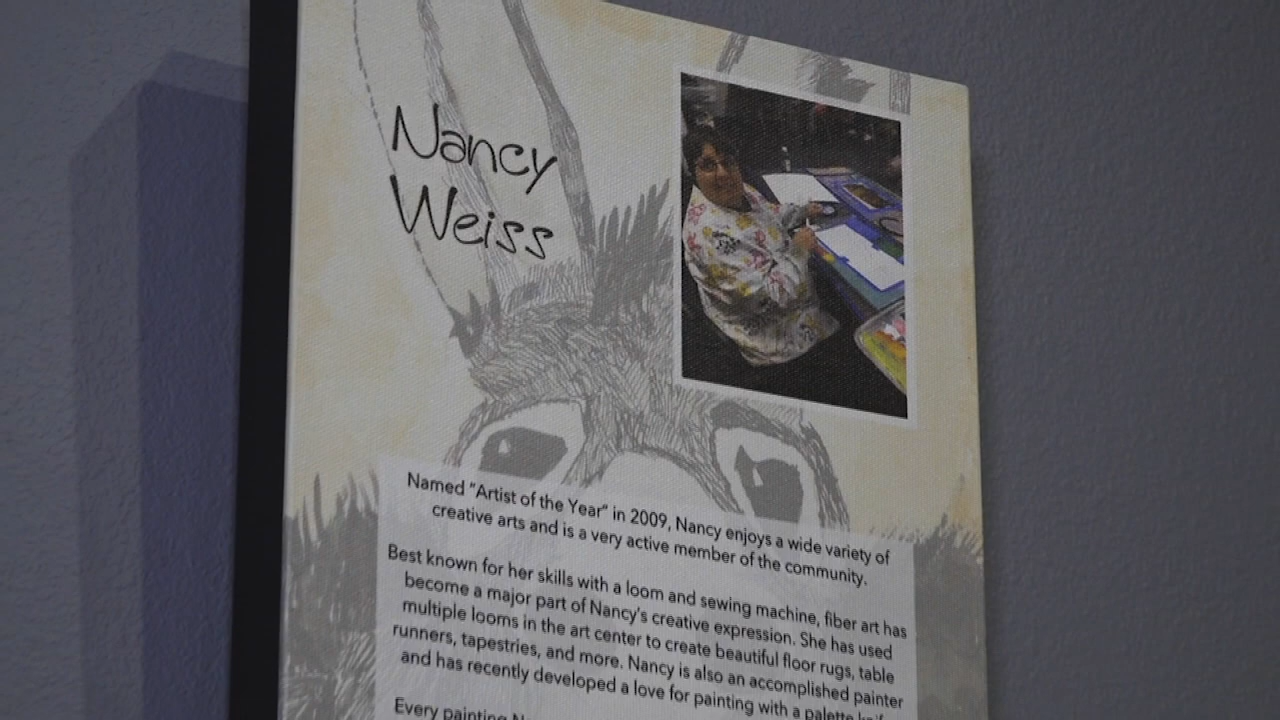 Nancy
Weiss
Named "Artist of the Year" in 2009, Nancy enjoys a wide variety of
creative arts and is a very active member of the community.
Best known for her skills with a loom and sewing machine, fiber art has
become a major part of Nancy's creative expression. She has used
multiple looms in the art center to create beautiful floor rugs, table
runners, tapestries, and more. Nancy is also an accomplished painter
and has recently developed a love for painting with a palette
Every painting